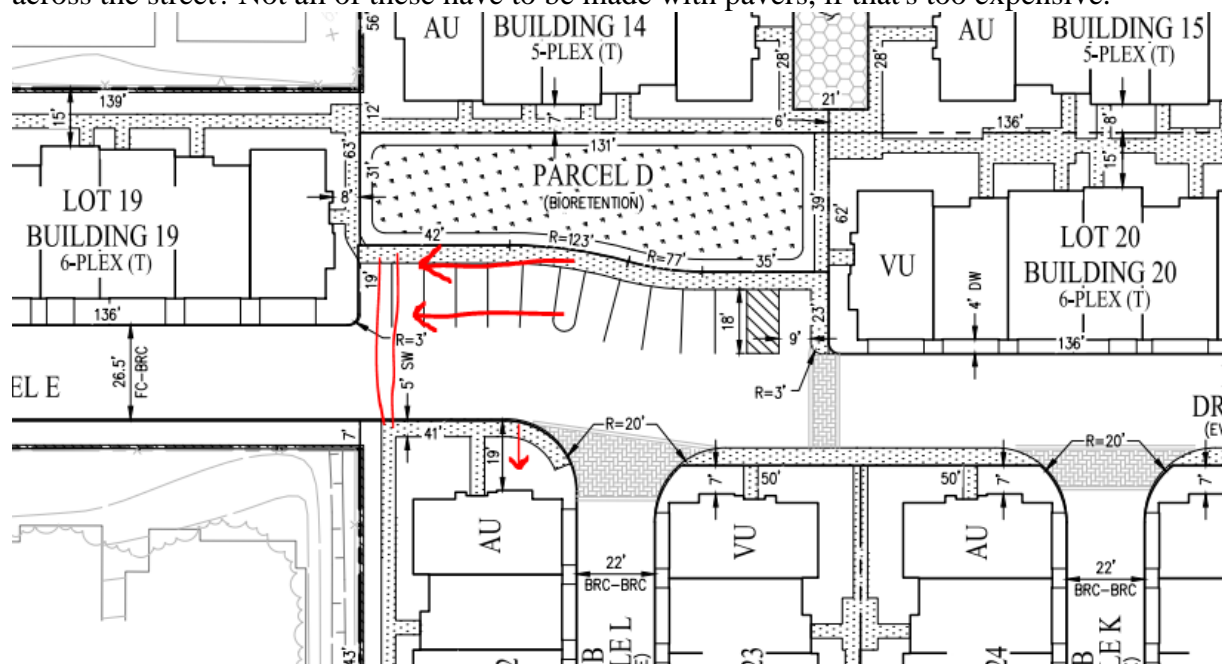 across the street? Not all of these have to be made with pavers, if that's too expensive.
56'
AU
BUILDING 14
5-PLEX (T)
28'
28'
AU
BUILDING 15
5-PLEX (T)
139'
15'
12'
7'
21'
6'
136'
8'
15'
63'
131'
31'
PARCEL D
(BIORETENTION)
39'
62'
8'
LOT 19
BUILDING 19
6-PLEX (T)
42'
R=123'
R=77'
35'
VU
LOT 20
BUILDING 20
6-PLEX (T)
4' DW
19'
136'
18'
9'
23'
136'
R=3'
R=3'
26.5'
FC-BRC
5' SW
EL E
DR
(EV
7'
41'
19'
R=20'
R=20'
7'
50'
50'
7'
7'
AU
VU
AU
22'
BRC-BRC
22'
BRC-BRC
43'
B
LE L
23
24
B
LE K